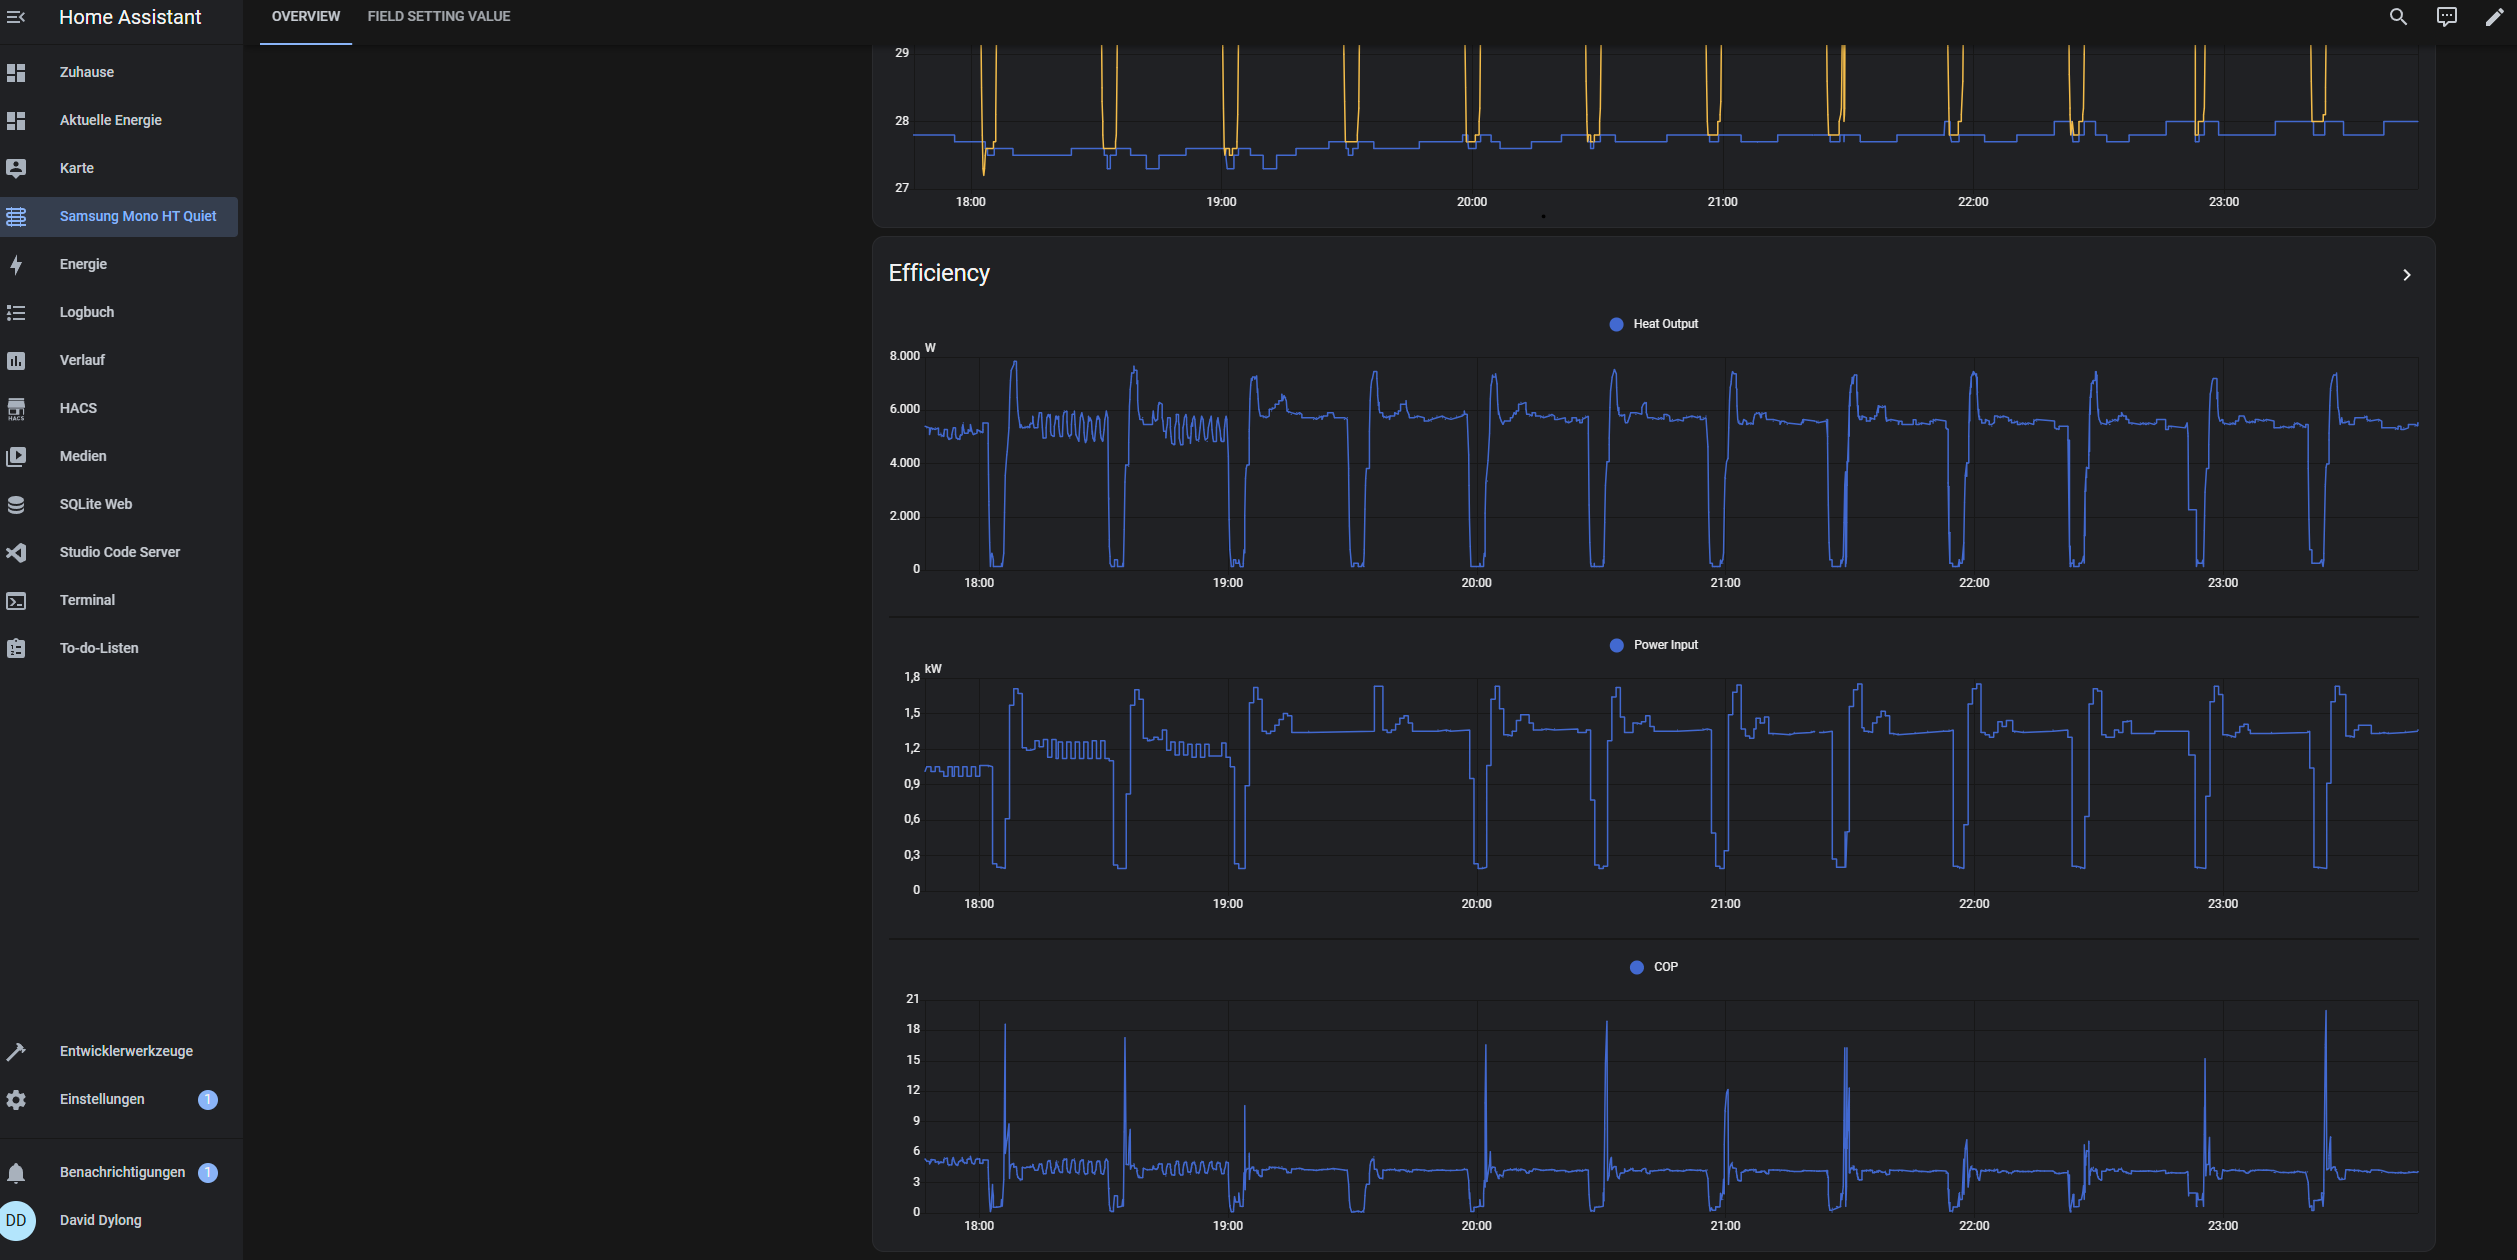 Home Assistant
OVERVIEW
FIELD SETTING VALUE
Zuhause
Aktuelle Energie
Karte
Samsung Mono HT Quiet
Energie
Logbuch
Verlauf
HACS
HACS
Medien
SQLite Web
Studio Code Server
Terminal
To-do-Listen
Entwicklerwerkzeuge
Einstellungen 1
Benachrichtigungen 1
DD David Dylong
29
28
27
18:00 19:00 20:00 21:00 22:00 23:00
Efficiency
Heat Output
W
8.000
6.000
4.000
2.000
0
18:00 19:00 20:00 21:00 22:00 23:00
Power Input
kW
1,8
1,5
1,2
0,9
0,6
0,3
0
18:00 19:00 20:00 21:00 22:00 23:00
COP
21
18
15
12
9
6
3
0
18:00 19:00 20:00 21:00 22:00 23:00